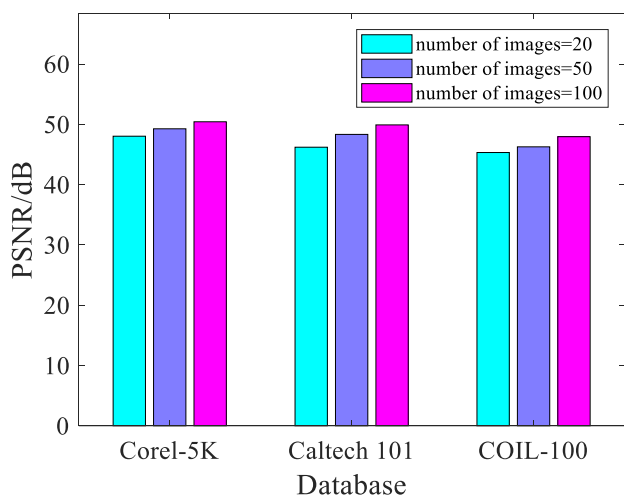 number of images=20
number of images=50
number of images=100
60
50
40
30
20
10
0
PSNR/dB
Corel-5K Caltech 101 COIL-100
Database